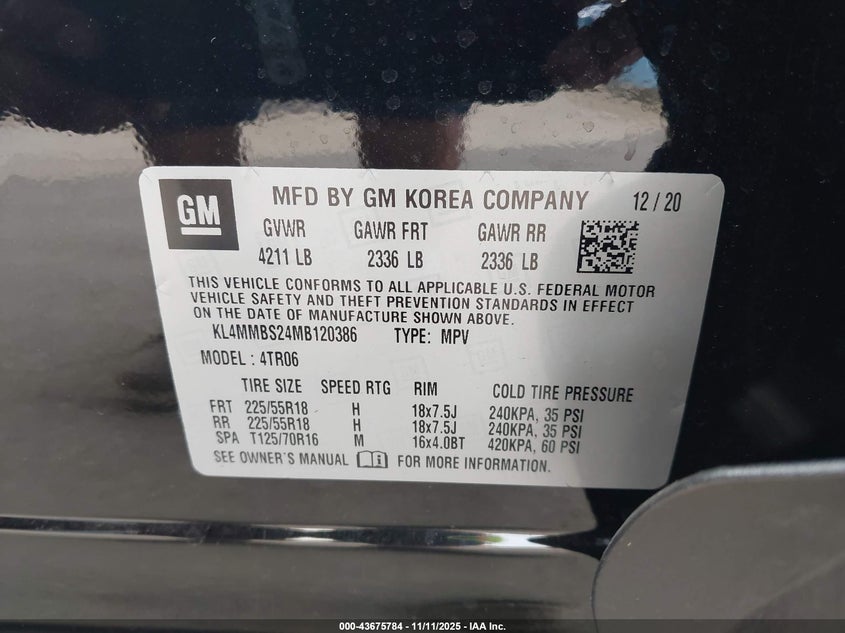 GM MFD BY GM KOREA COMPANY 12 / 20
GVWR GAWR FRT GAWR RR
4211 LB 2336 LB 2336 LB
THIS VEHICLE CONFORMS TO ALL APPLICABLE U.S. FEDERAL MOTOR
VEHICLE SAFETY AND THEFT PREVENTION STANDARDS IN EFFECT
ON THE DATE OF MANUFACTURE SHOWN ABOVE.
KL4MMBS24MB120386 TYPE: MPV
MODEL : 4TR06
TIRE SIZE SPEED RTG RIM COLD TIRE PRESSURE
FRT 225/55R18 H 18x7.5J 240KPA, 35 PSI
RR 225/55R18 H 18x7.5J 240KPA, 35 PSI
SPA T125/70R16 M 16x4.0BT 420KPA, 60 PSI
SEE OWNER'S MANUAL FOR MORE INFORMATION.
000-43675784 - 11/11/2025 - IAA Inc.